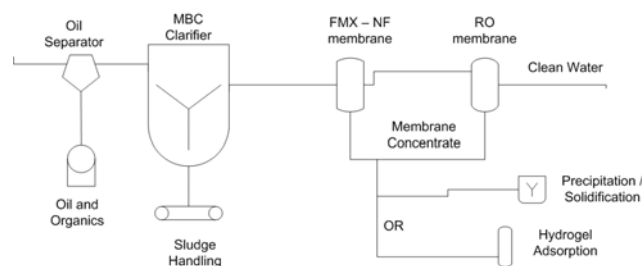 Oil
Separator
MBC
Clarifier
FMX – NF
membrane
RO
membrane
Clean Water
Membrane
Concentrate
Precipitation /
Solidification
OR
Oil and
Organics
Sludge
Handling
Hydrogel
Adsorption